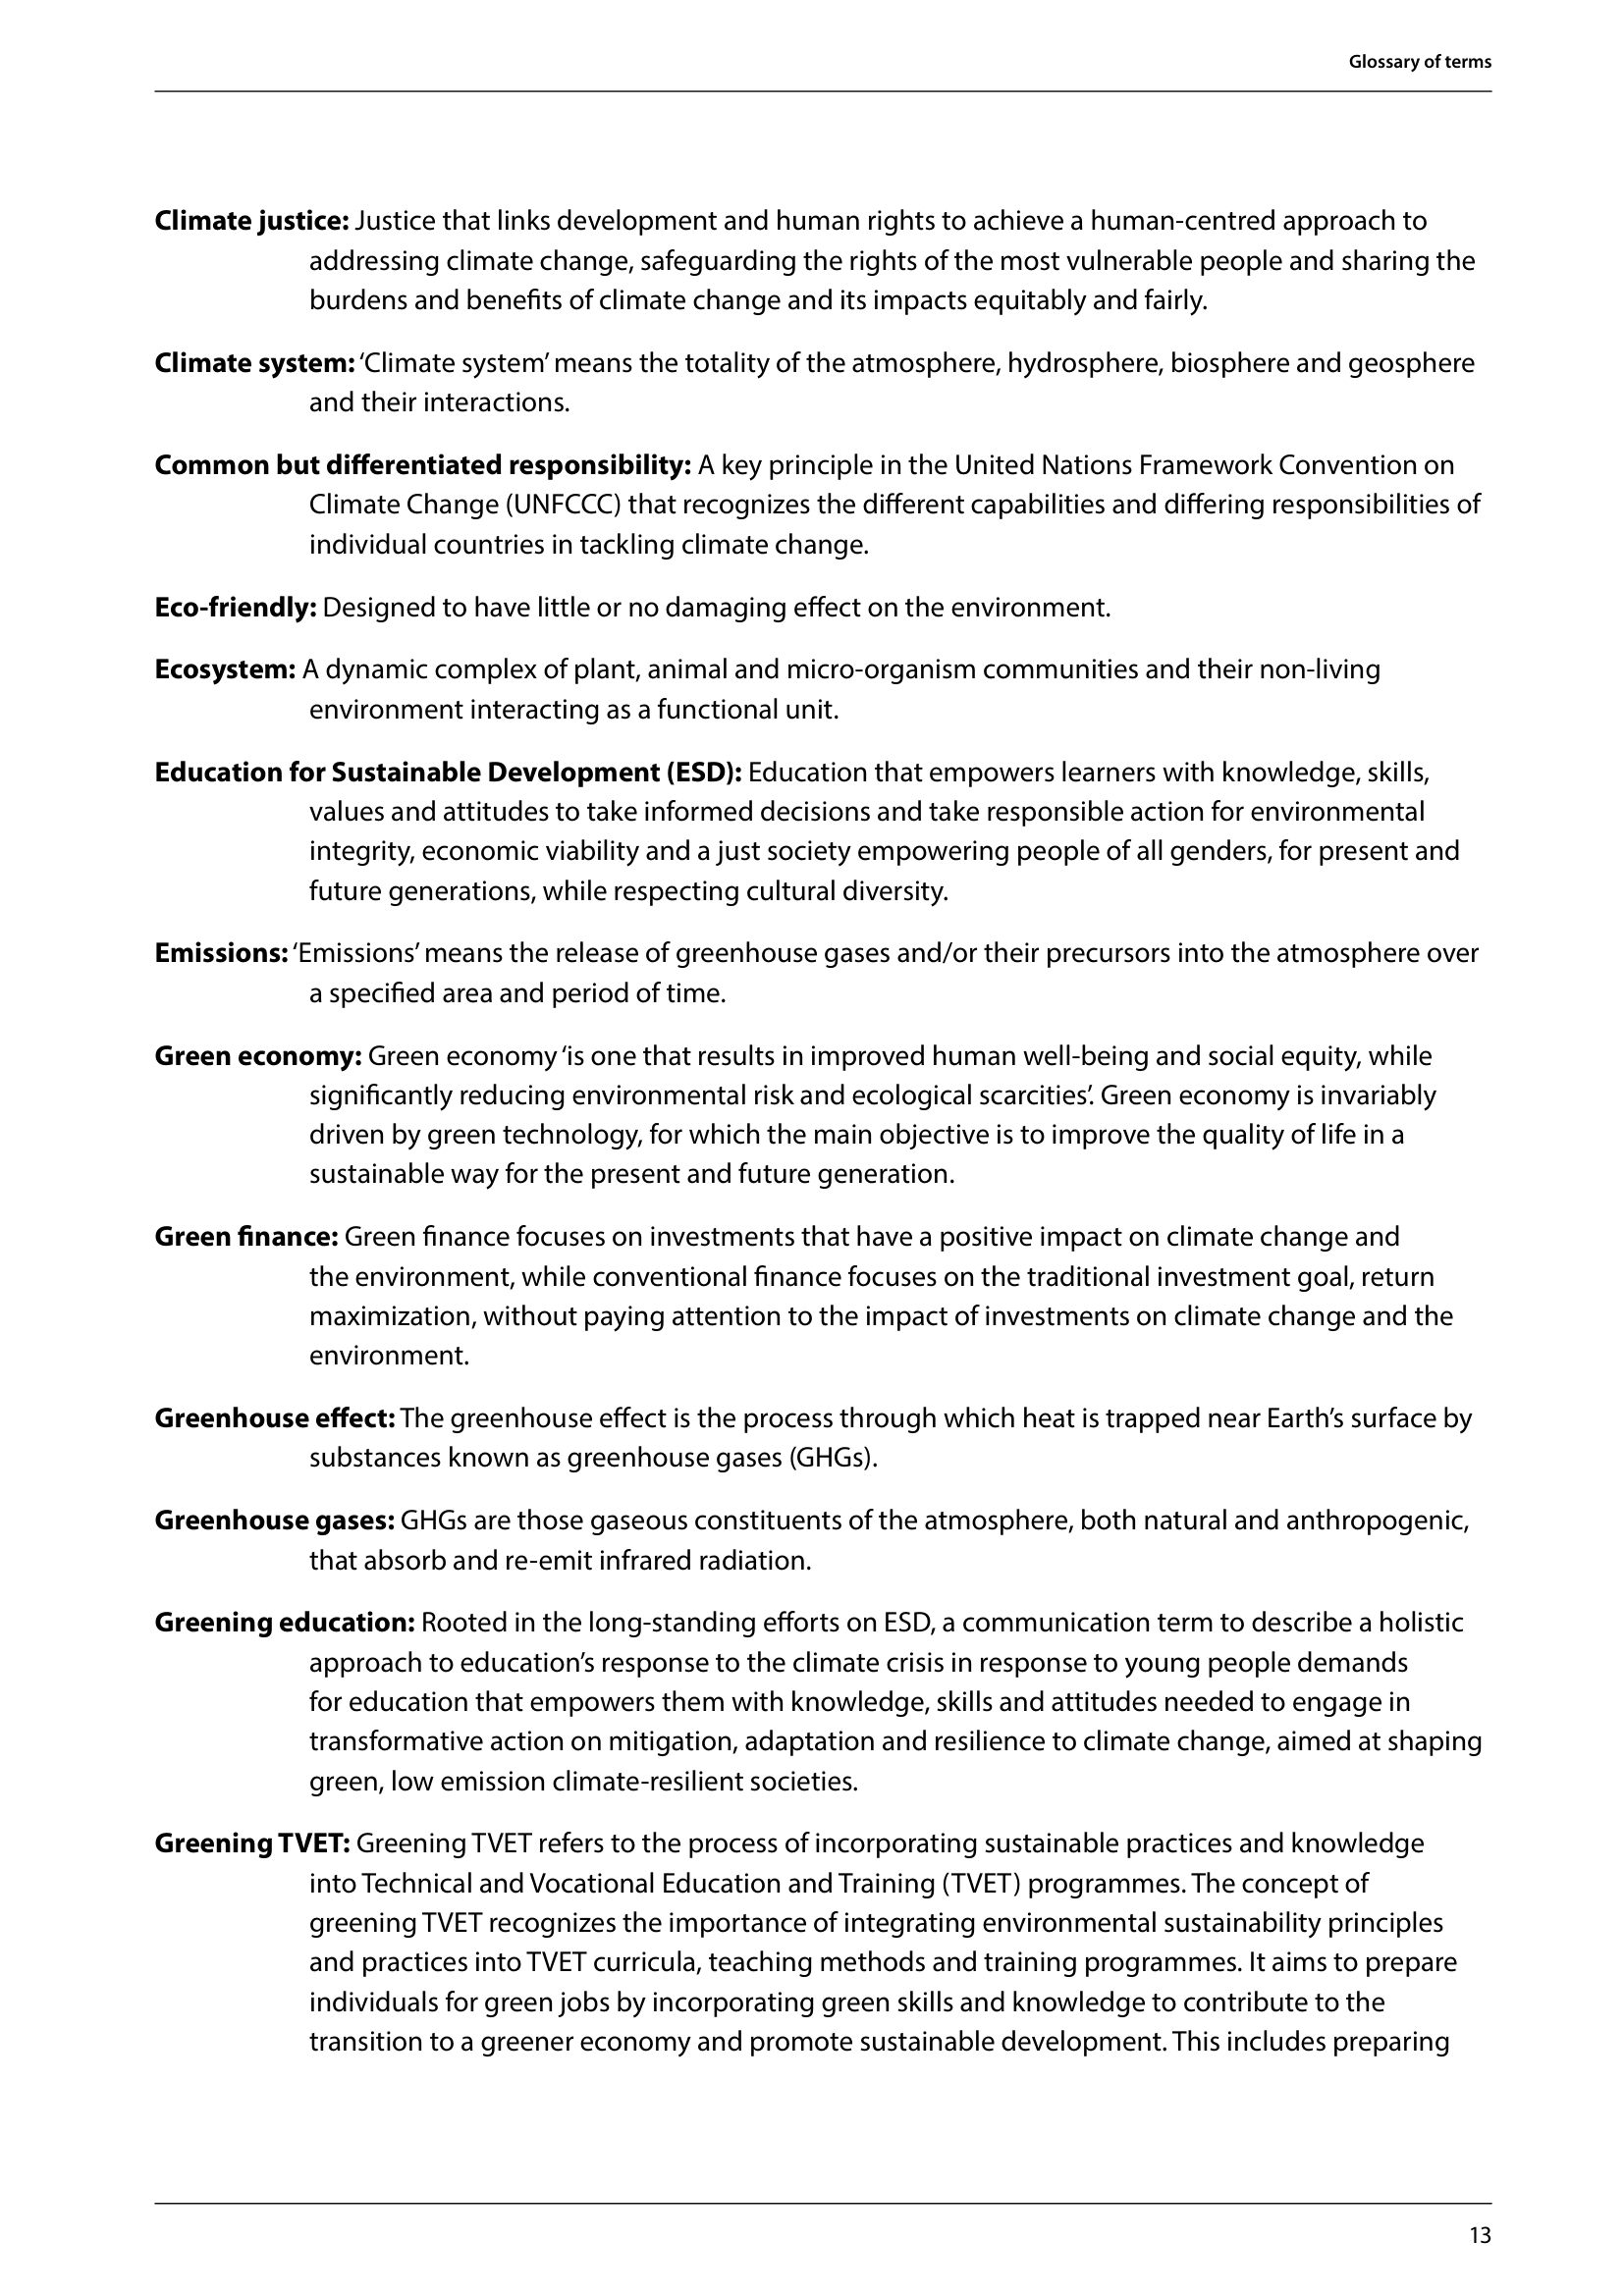 Glossary of terms
Climate justice: Justice that links development and human rights to achieve a human-centred approach to
addressing climate change, safeguarding the rights of the most vulnerable people and sharing the
burdens and benefits of climate change and its impacts equitably and fairly.
Climate system: ‘Climate system’ means the totality of the atmosphere, hydrosphere, biosphere and geosphere
and their interactions.
Common but differentiated responsibility: A key principle in the United Nations Framework Convention on
Climate Change (UNFCCC) that recognizes the different capabilities and differing responsibilities of
individual countries in tackling climate change.
Eco-friendly: Designed to have little or no damaging effect on the environment.
Ecosystem: A dynamic complex of plant, animal and micro-organism communities and their non-living
environment interacting as a functional unit.
Education for Sustainable Development (ESD): Education that empowers learners with knowledge, skills,
values and attitudes to take informed decisions and take responsible action for environmental
integrity, economic viability and a just society empowering people of all genders, for present and
future generations, while respecting cultural diversity.
Emissions: ‘Emissions’ means the release of greenhouse gases and/or their precursors into the atmosphere over
a specified area and period of time.
Green economy: Green economy ‘is one that results in improved human well-being and social equity, while
significantly reducing environmental risk and ecological scarcities’. Green economy is invariably
driven by green technology, for which the main objective is to improve the quality of life in a
sustainable way for the present and future generation.
Green finance: Green finance focuses on investments that have a positive impact on climate change and
the environment, while conventional finance focuses on the traditional investment goal, return
maximization, without paying attention to the impact of investments on climate change and the
environment.
Greenhouse effect: The greenhouse effect is the process through which heat is trapped near Earth’s surface by
substances known as greenhouse gases (GHGs).
Greenhouse gases: GHGs are those gaseous constituents of the atmosphere, both natural and anthropogenic,
that absorb and re-emit infrared radiation.
Greening education: Rooted in the long-standing efforts on ESD, a communication term to describe a holistic
approach to education’s response to the climate crisis in response to young people demands
for education that empowers them with knowledge, skills and attitudes needed to engage in
transformative action on mitigation, adaptation and resilience to climate change, aimed at shaping
green, low emission climate-resilient societies.
Greening TVET: Greening TVET refers to the process of incorporating sustainable practices and knowledge
into Technical and Vocational Education and Training (TVET) programmes. The concept of
greening TVET recognizes the importance of integrating environmental sustainability principles
and practices into TVET curricula, teaching methods and training programmes. It aims to prepare
individuals for green jobs by incorporating green skills and knowledge to contribute to the
transition to a greener economy and promote sustainable development. This includes preparing
13